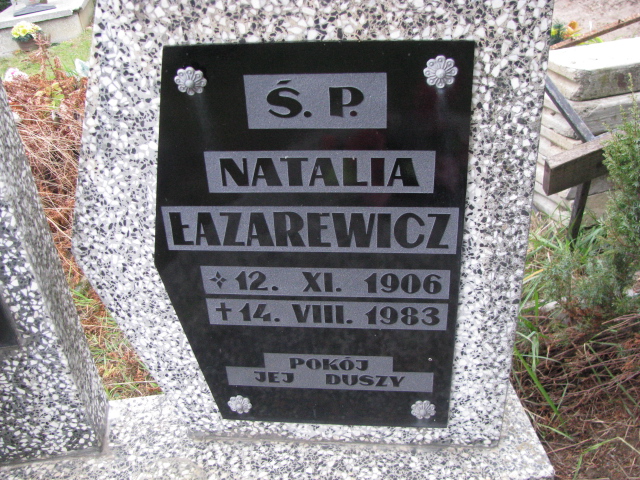 Ś. P.
NATALIA
ŁAZAREWICZ
✧ 12. XI. 1906
✝ 14. VIII. 1983
POKÓJ
JEJ DUSZY